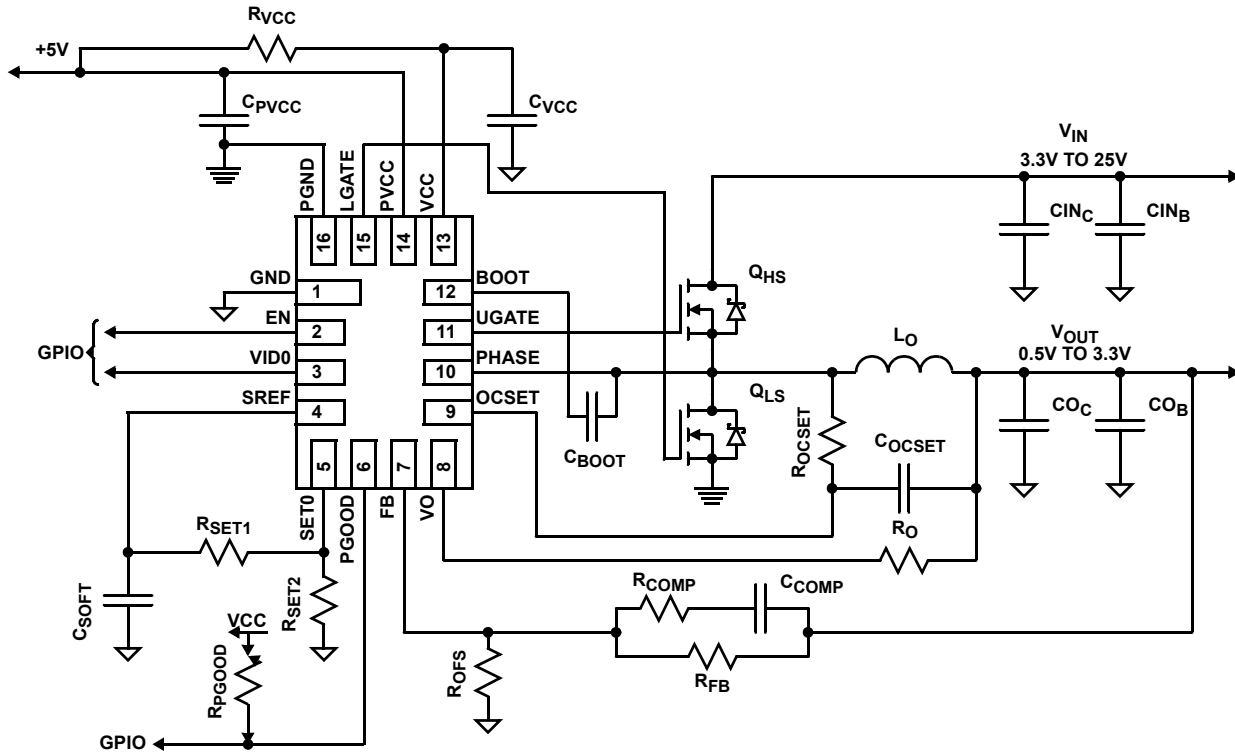 RVCC
+5V
CPVCC
CVCC
PGND
LGATE
PVCC
VCC
16
15
14
13
VIN
3.3V TO 25V
CINC
CINB
GND
1
BOOT
12
QHS
EN
2
UGATE
11
GPIO
VID0
3
PHASE
10
LO
VOUT
0.5V TO 3.3V
SREF
4
OCSET
9
QLS
COC
COB
5
6
7
8
CBOOT
ROCSET
COCSET
SET0
PGOOD
FB
VO
RO
RSET1
CSOFT
RSET2
RCOMP
CCOMP
VCC
RPGOOD
ROFS
RFB
GPIO